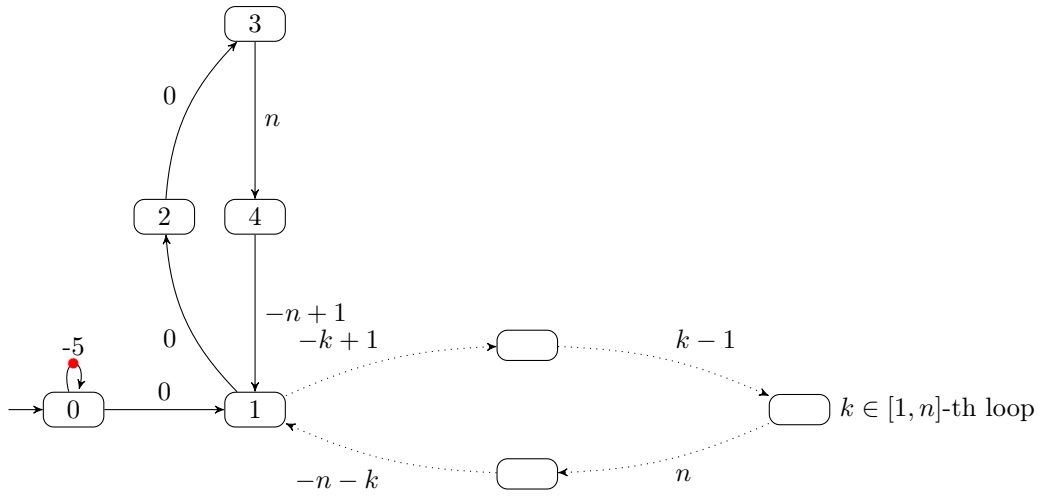 3
0
n
2
4
0
−n + 1
−k + 1
k − 1
-5
0
0
1
k ∈ [1, n]-th loop
−n − k
n